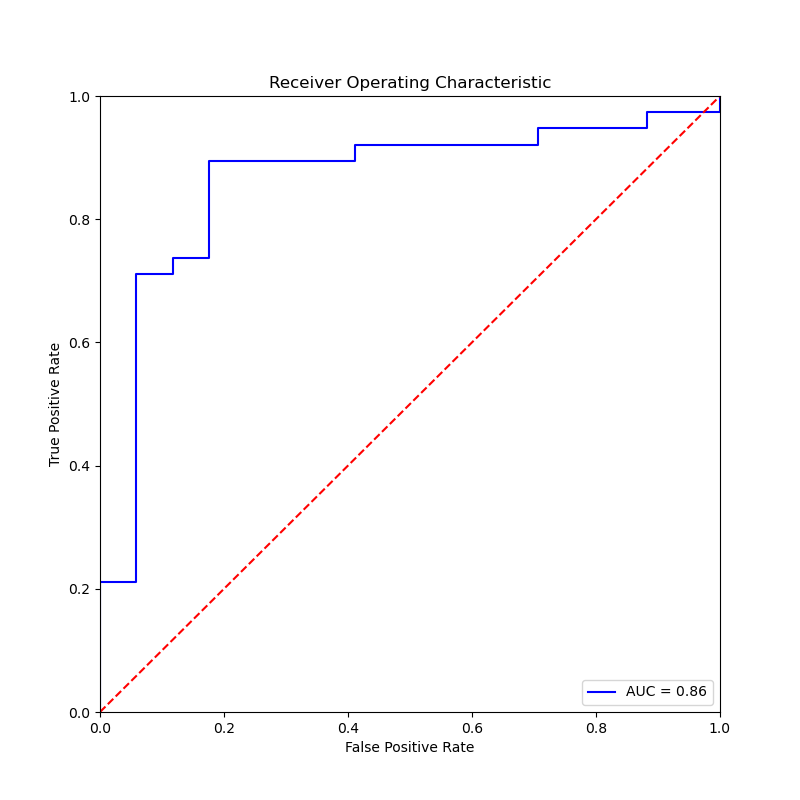 Receiver Operating Characteristic
1.0
0.8
0.6
0.4
0.2
0.0
True Positive Rate
AUC = 0.86
0.0 0.2 0.4 0.6 0.8 1.0
False Positive Rate